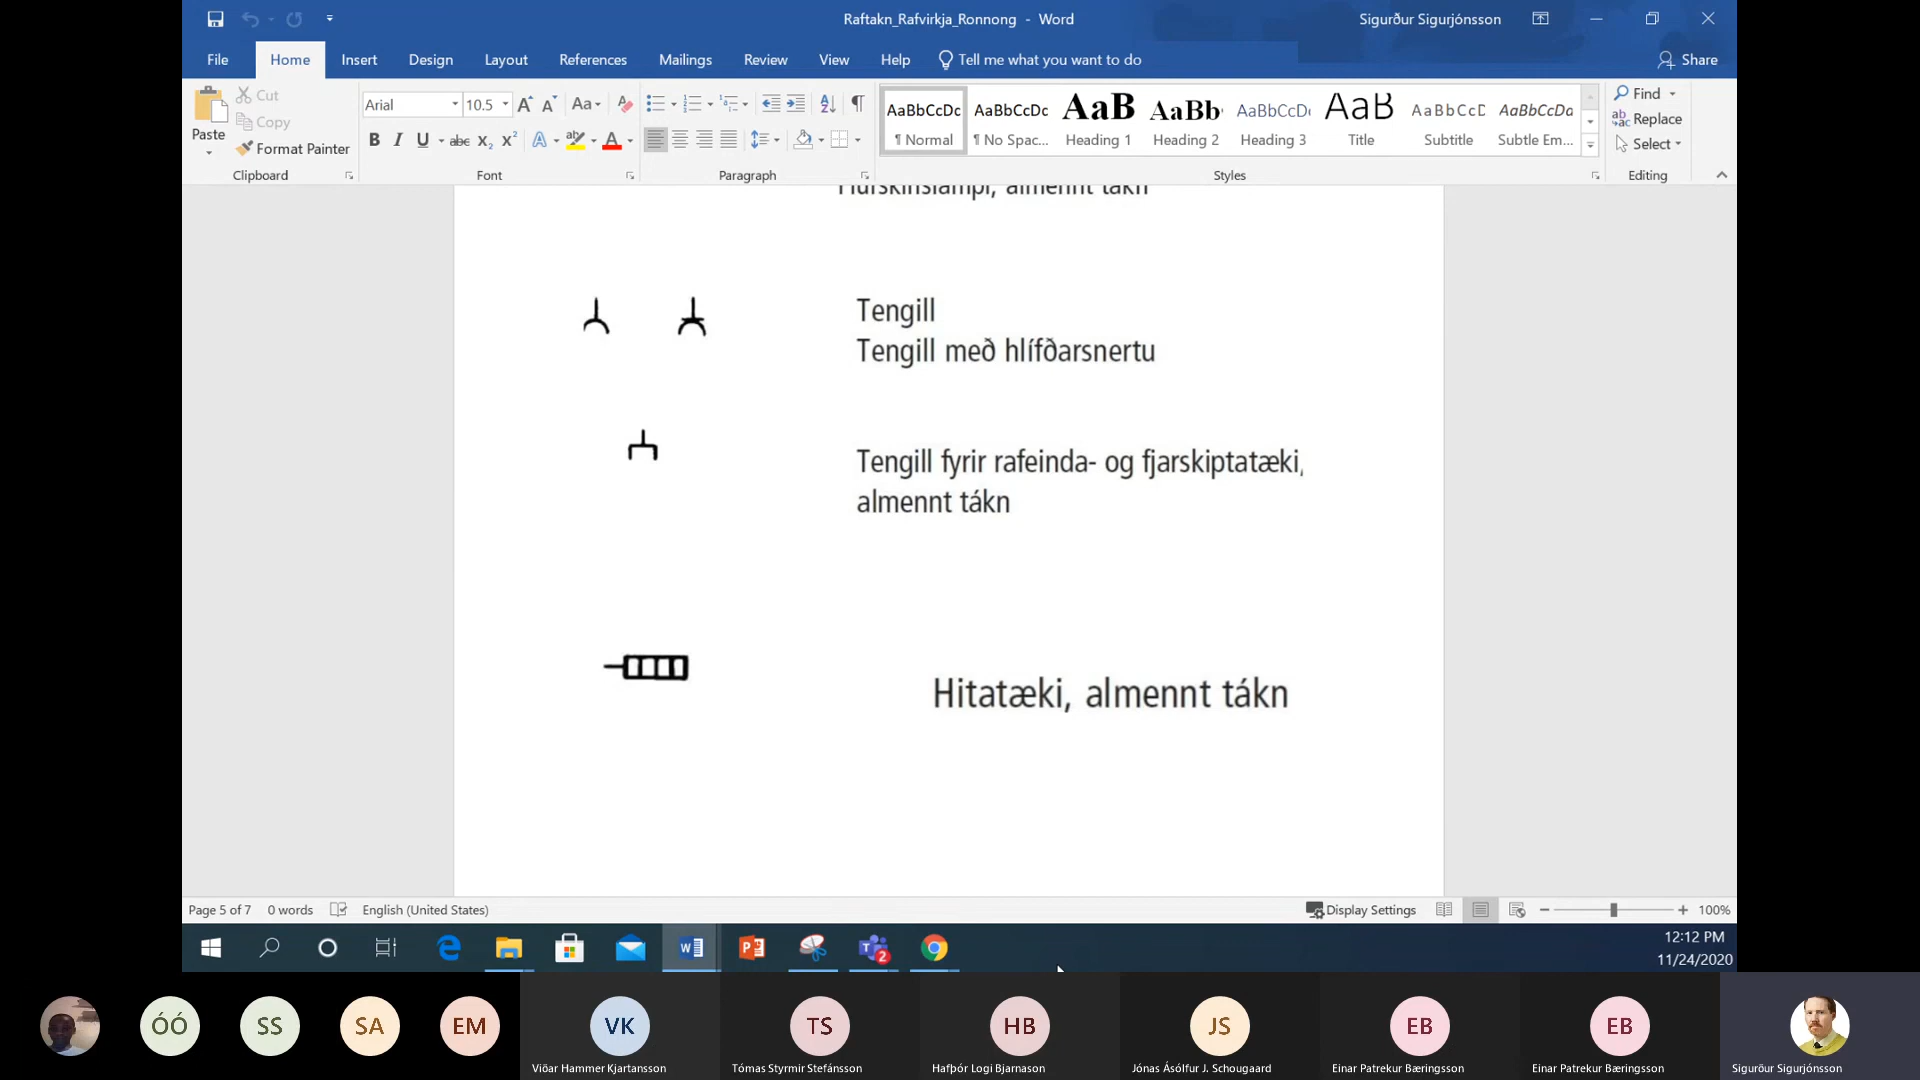 Raftakn_Rafvirkja_Ronnong - Word
Sigurður Sigurjónsson
File Home Insert Design Layout References Mailings Review View Help Tell me what you want to do Share
Paste
Cut
Copy
Format Painter
Clipboard
Arial 10.5
Font
Paragraph
AaBbCcDc AaBbCcDc AaB AaBb AaBbCcD AaB AaBbCcD AaBbCcDa
¶ Normal ¶ No Spac... Heading 1 Heading 2 Heading 3 Title Subtitle Subtle Em...
Styles
Find
Replace
Select
Editing
almennt tákn
Tengill
Tengill með hlífðarsnertu
Tengill fyrir rafeinda- og fjarskiptatæki,
almennt tákn
Hitatæki, almennt tákn
Page 5 of 7 0 words English (United States) Display Settings 100%
12:12 PM
11/24/2020
ÓÓ SS SA EM VK TS HB JS EB EB
Viðar Hammer Kjartansson Tómas Styrmir Stefánsson Hafþór Logi Bjarnason Jónas Ásólfur J. Schougaard Einar Patrekur Bæringsson Einar Patrekur Bæringsson Sigurður Sigurjónsson